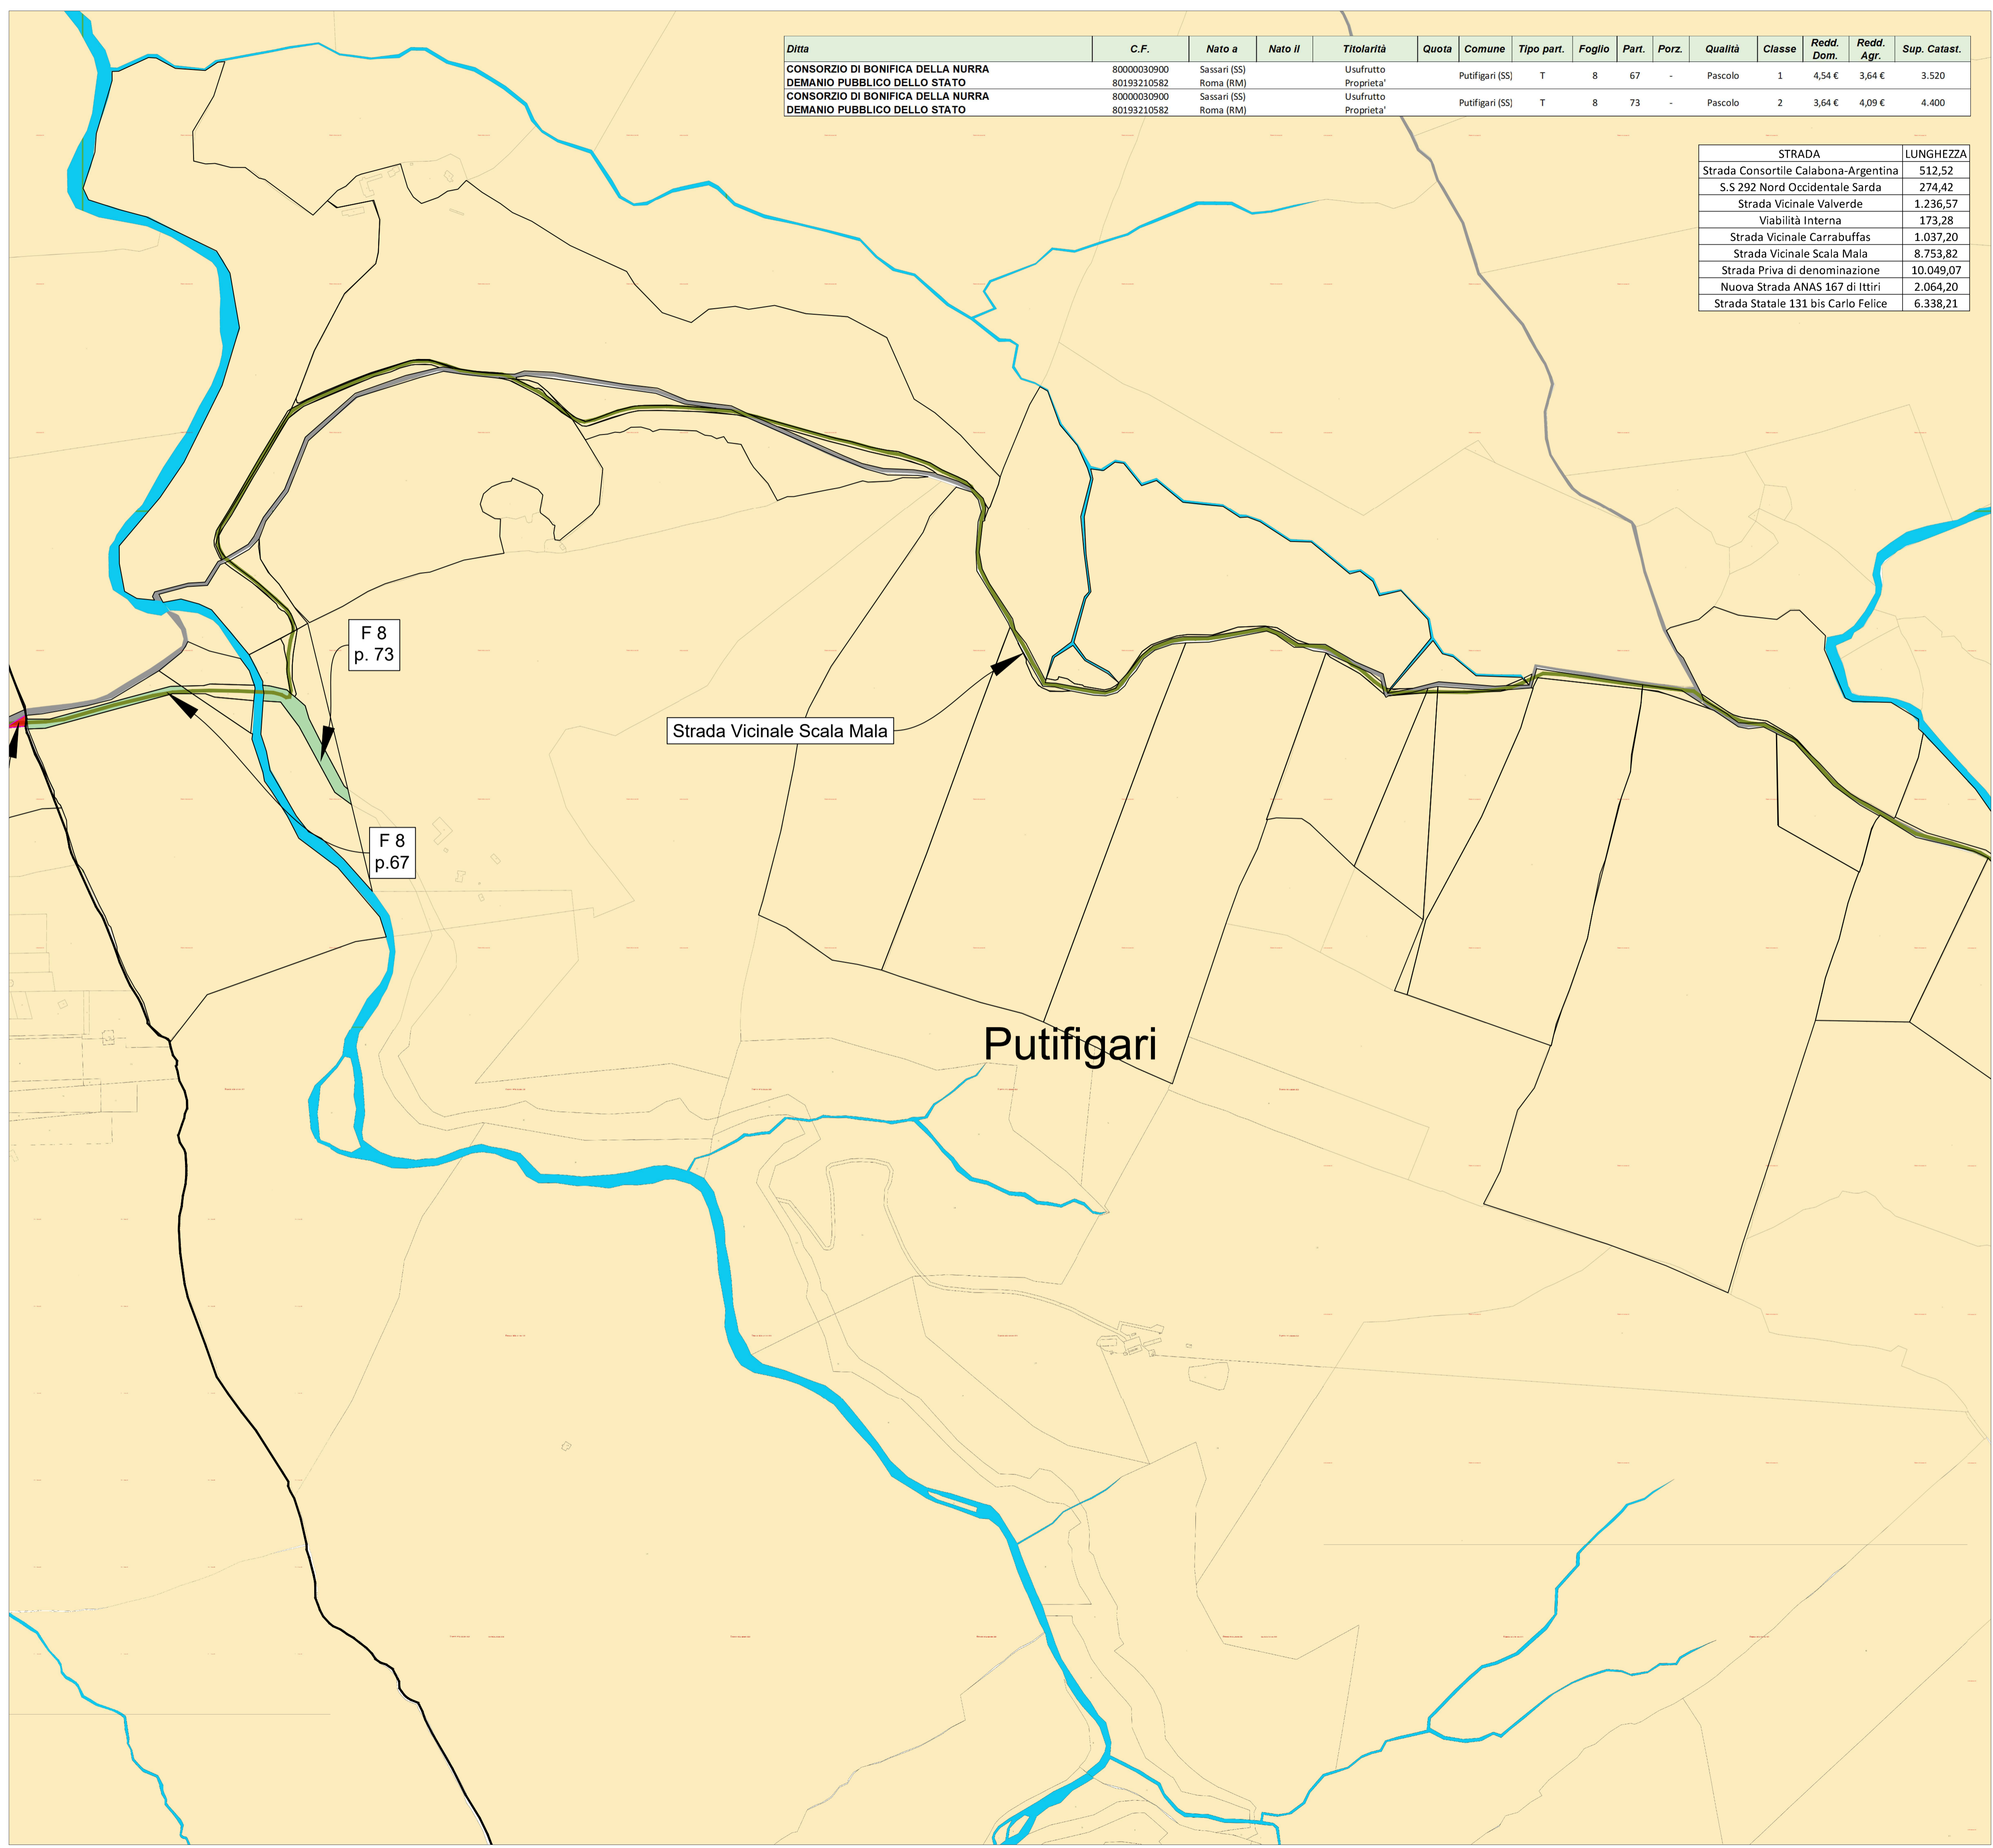 Ditta C.F. Nato a Nato il Titolarità Quota Comune Tipo part. Foglio Part. Porz. Qualità Classe Redd. Dom. Redd. Agr. Sup. Catast.
CONSORZIO DI BONIFICA DELLA NURRA 80000030900 Sassari (SS) Usufrutto Putifigari (SS) T 8 67 - Pascolo 1 4,54 € 3,64 € 3.520
DEMANIO PUBBLICO DELLO STATO 80193210582 Roma (RM) Proprieta'
CONSORZIO DI BONIFICA DELLA NURRA 80000030900 Sassari (SS) Usufrutto Putifigari (SS) T 8 73 - Pascolo 2 3,64 € 4,09 € 4.400
DEMANIO PUBBLICO DELLO STATO 80193210582 Roma (RM) Proprieta'
STRADA LUNGHEZZA
Strada Consortile Calabona-Argentina 512,52
S.S 292 Nord Occidentale Sarda 274,42
Strada Vicinale Valverde 1.236,57
Viabilità Interna 173,28
Strada Vicinale Carrabuffas 1.037,20
Strada Vicinale Scala Mala 8.753,82
Strada Priva di denominazione 10.049,07
Nuova Strada ANAS 167 di Ittiri 2.064,20
Strada Statale 131 bis Carlo Felice 6.338,21
F 8
p. 73
Strada Vicinale Scala Mala
F 8
p.67
Putifigari